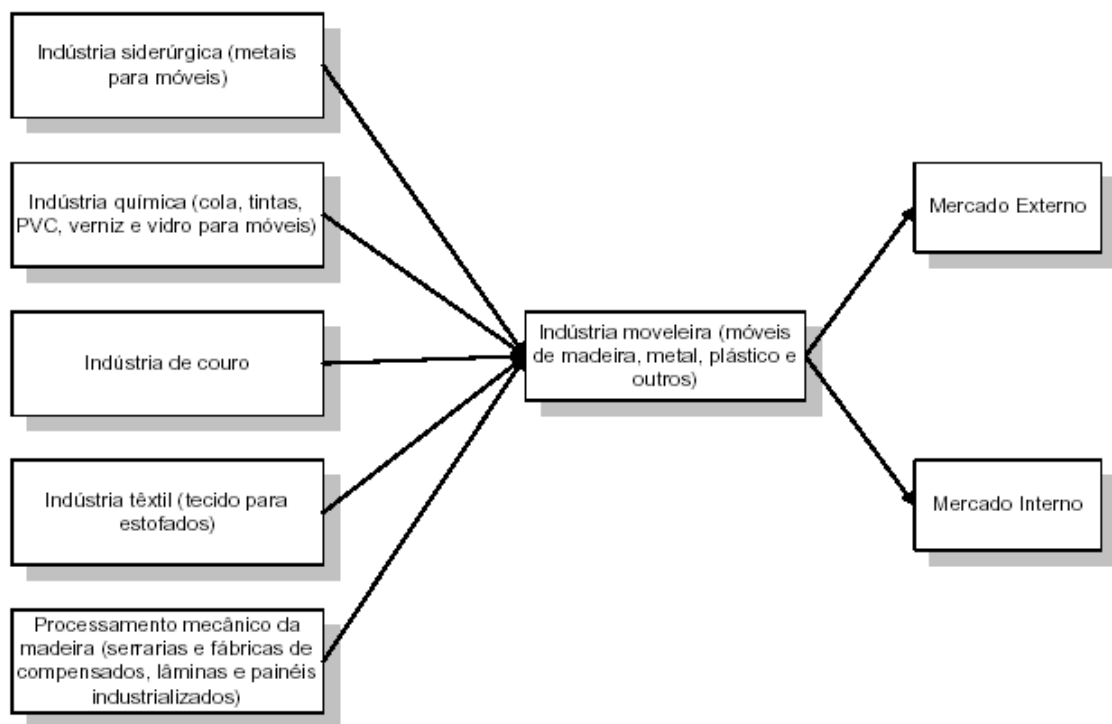 Indústria siderúrgica (metais
para móveis)
Indústria química (cola, tintas,
PVC, verniz e vidro para móveis)
Indústria de couro
Indústria têxtil (tecido para
estofados)
Processamento mecânico da
madeira (serrarias e fábricas de
compensados, lâminas e painéis
industrializados)
Indústria moveleira (móveis
de madeira, metal, plástico e
outros)
Mercado Externo
Mercado Interno